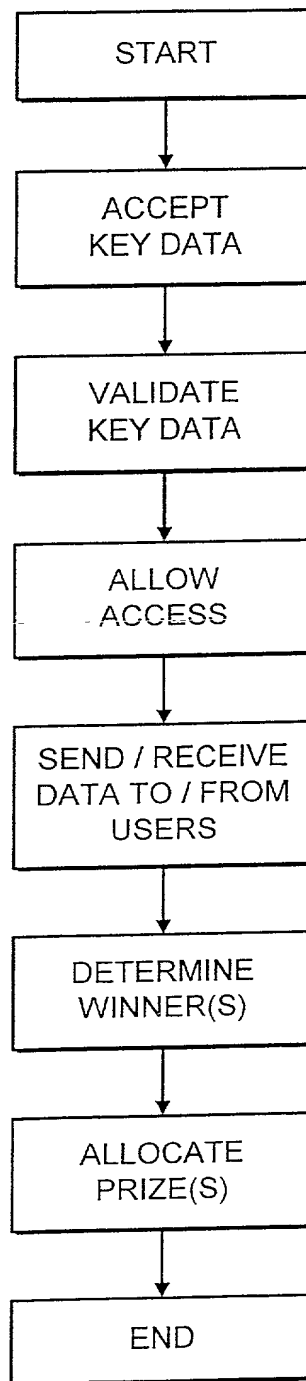 START
ACCEPT
KEY DATA
VALIDATE
KEY DATA
ALLOW
ACCESS
SEND / RECEIVE
DATA TO / FROM
USERS
DETERMINE
WINNER(S)
ALLOCATE
PRIZE(S)
END